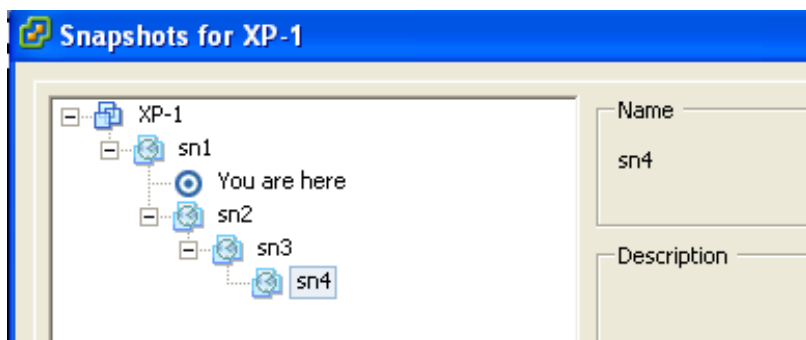 Snapshots for XP-1
XP-1
sn1
You are here
sn2
sn3
sn4
Name
sn4
Description